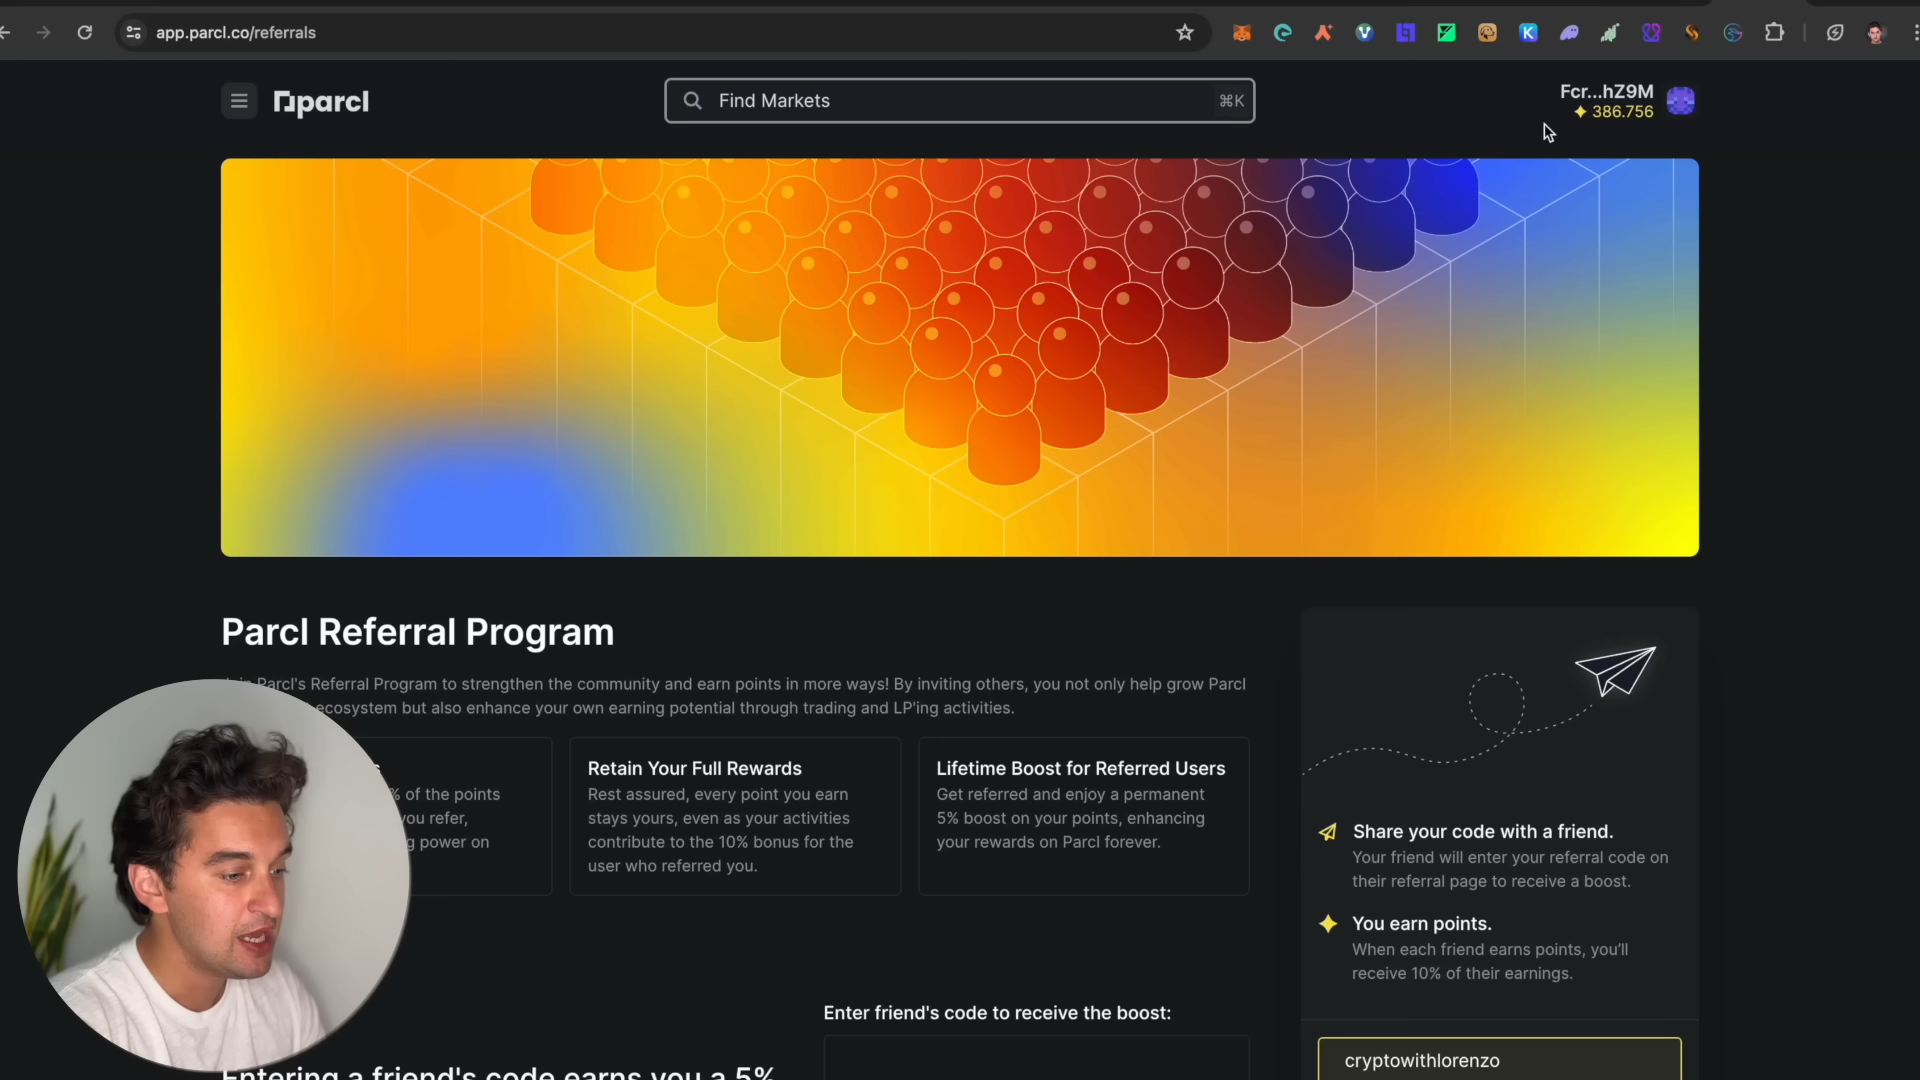 app.parcl.co/referrals
parcl
Find Markets
⌘K
Fcr...hZ9M
386.756
Parcl Referral Program
Parcl's Referral Program to strengthen the community and earn points in more ways! By inviting others, you not only help grow Parcl
ecosystem but also enhance your own earning potential through trading and LP'ing activities.
% of the points
you refer,
power on
Retain Your Full Rewards
Rest assured, every point you earn
stays yours, even as your activities
contribute to the 10% bonus for the
user who referred you.
Lifetime Boost for Referred Users
Get referred and enjoy a permanent
5% boost on your points, enhancing
your rewards on Parcl forever.
Share your code with a friend.
Your friend will enter your referral code on
their referral page to receive a boost.
You earn points.
When each friend earns points, you'll
receive 10% of their earnings.
Enter friend's code to receive the boost:
cryptowithlorenzo
Entering a friend's code earns you a 5%